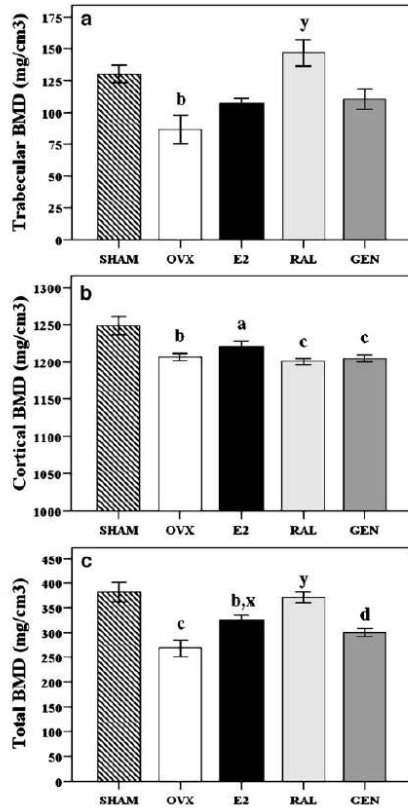 a
Trabecular BMD (mg/cm3)
175
150
125
100
75
50
25
0
b
y
SHAM OVX E2 RAL GEN
b
Cortical BMD (mg/cm3)
1300
1250
1200
1150
1100
1050
1000
b
a
c
c
SHAM OVX E2 RAL GEN
c
Total BMD (mg/cm3)
450
400
350
300
250
200
150
100
50
0
c
b,x
y
d
SHAM OVX E2 RAL GEN